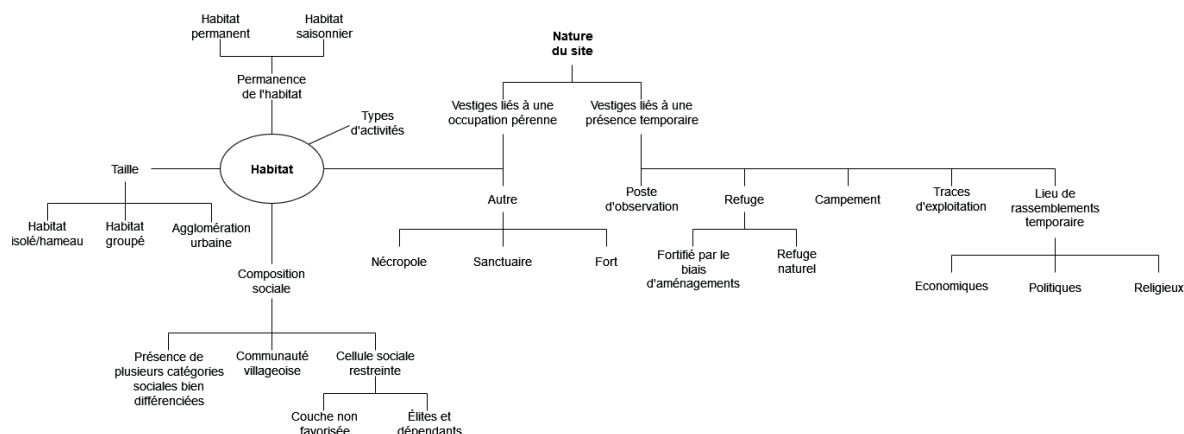 Nature
du site
Vestiges liés à une
occupation pérenne
Vestiges liés à une
présence temporaire
Habitat
permanent
Habitat
saisonnier
Permanence
de l'habitat
Types
d'activités
Habitat
Taille
Habitat
isolé/hameau
Habitat
groupé
Agglomération
urbaine
Composition
sociale
Présence de
plusieurs catégories
sociales bien
différenciées
Communauté
villageoise
Cellule sociale
restreinte
Couche non
favorisée
Élites et
dépendants
Autre
Nécropole
Sanctuaire
Fort
Poste
d'observation
Refuge
Fortifié par le
biais
d'aménagements
Refuge
naturel
Campement
Traces
d'exploitation
Lieu de
rassemblements
temporaire
Economiques
Politiques
Religieux